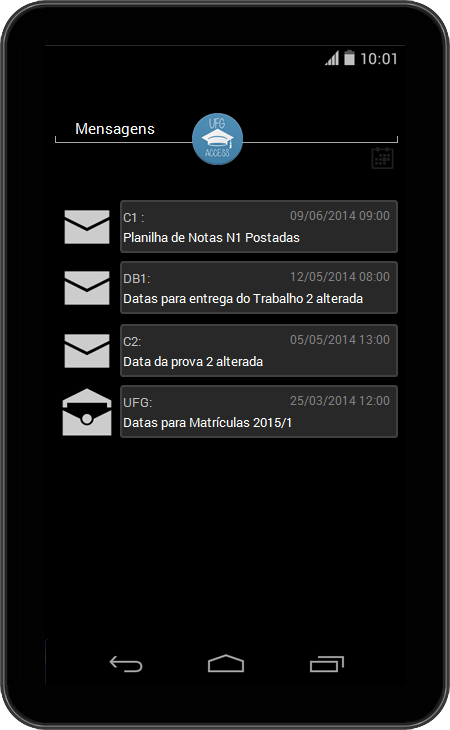 10:01
Mensagens
UFG
ACCESS
C1 : 09/06/2014 09:00
Planilha de Notas N1 Postadas
DB1: 12/05/2014 08:00
Datas para entrega do Trabalho 2 alterada
C2: 05/05/2014 13:00
Data da prova 2 alterada
UFG: 25/03/2014 12:00
Datas para Matrículas 2015/1